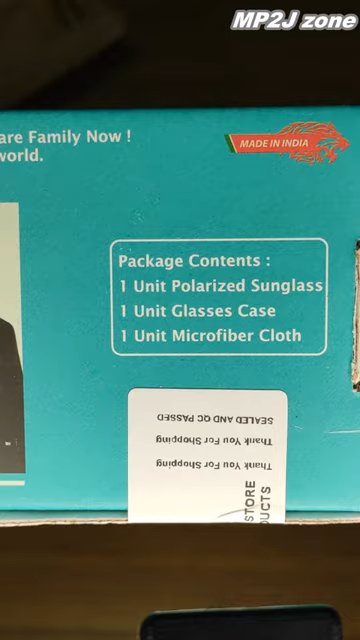 MP2J zone
are Family Now !
world.
MADE IN INDIA
Package Contents :
1 Unit Polarized Sunglass
1 Unit Glasses Case
1 Unit Microfiber Cloth
SEALED AND QC PASSED
Thank You For Shopping
Thank You For Shopping
STORE
DUCTS